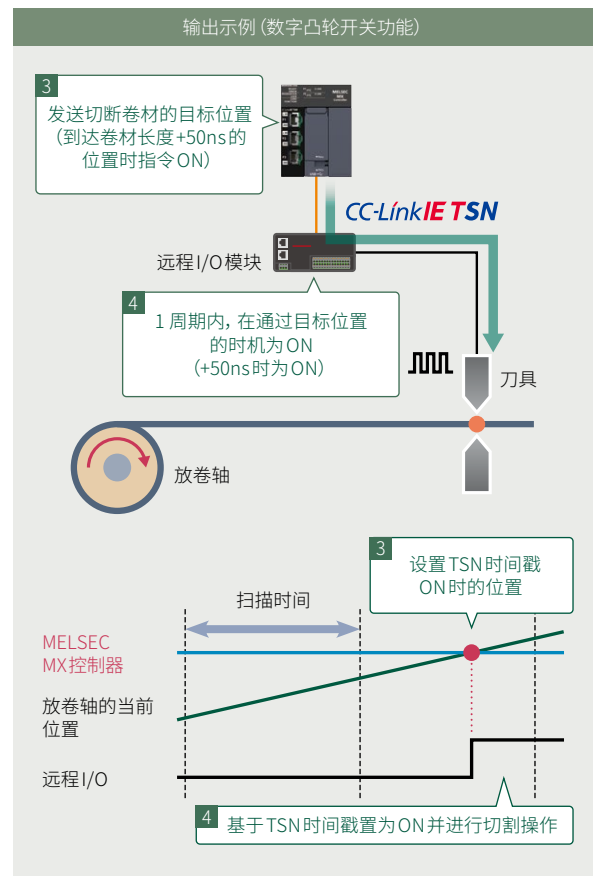 输出示例（数字凸轮开关功能）
3
发送切断卷材的目标位置
（到达卷材长度+50ns的
位置时指令ON）
MELSEC
CC-Link IE TSN
远程I/O模块
4
1周期内，在通过目标位置
的时机为ON
（+50ns时为ON）
刀具
放卷轴
3
设置TSN时间戳
ON时的位置
扫描时间
MELSEC
MX控制器
放卷轴的当前
位置
远程I/O
4
基于TSN时间戳置为ON并进行切割操作